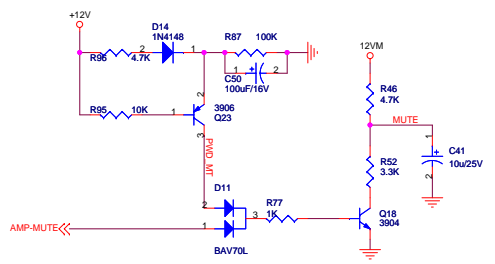 +12V
D14
1N4148
R96
2
4.7K
1
R87
100K
1
2
C50
100uF/16V
12VM
R46
4.7K
2
3906
Q23
R95
10K
1
3
PWD_MT
MUTE
1
C41
10u/25V
2
R52
3.3K
D11
2
3
1
R77
1K
Q18
3904
AMP-MUTE
BAV70L